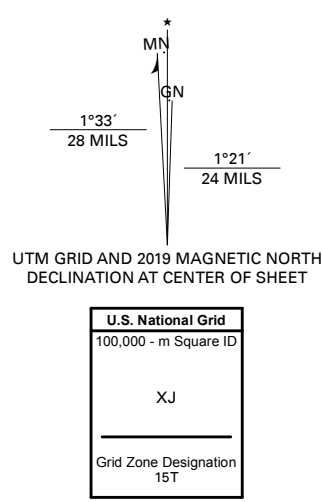 ★
MN
GN
1°33´
28 MILS
1°21´
24 MILS
UTM GRID AND 2019 MAGNETIC NORTH
DECLINATION AT CENTER OF SHEET
U.S. National Grid
100,000 - m Square ID
XJ
Grid Zone Designation
15T